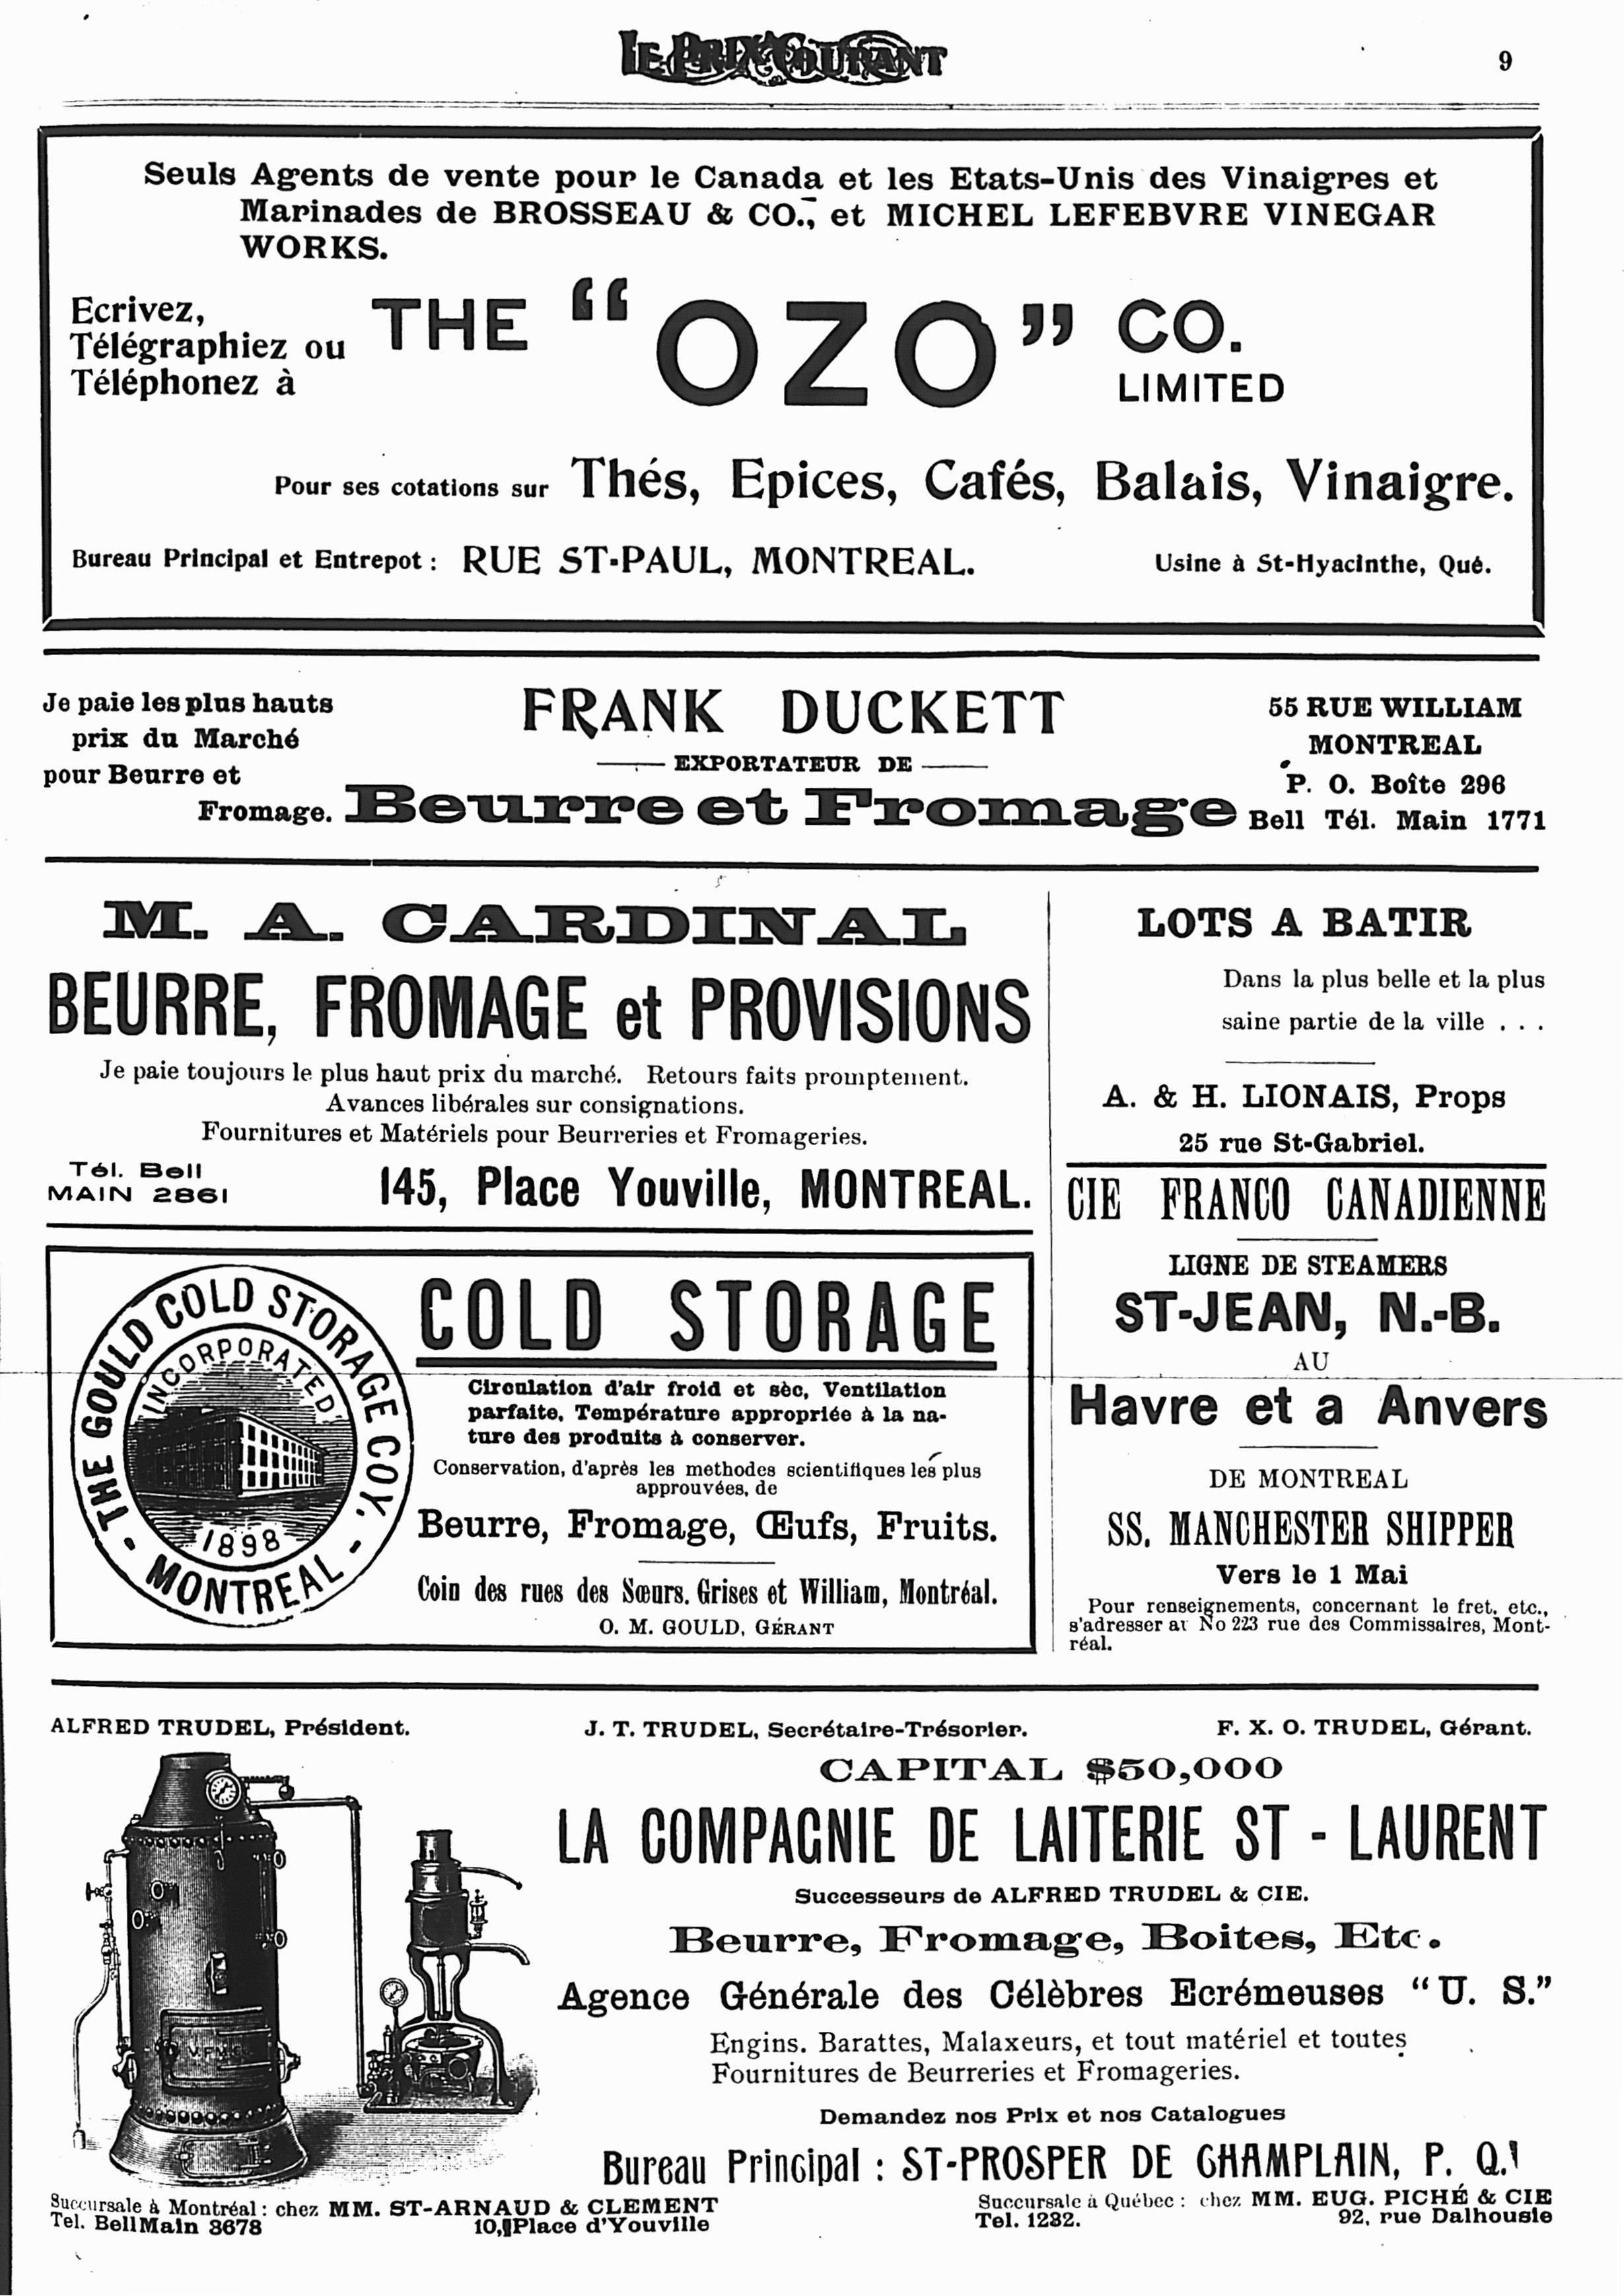 LE PRIX COURANT
9
Seuls Agents de vente pour le Canada et les Etats-Unis des Vinaigres et
Marinades de BROSSEAU & CO., et MICHEL LEFEBVRE VINEGAR
WORKS.
Ecrivez,
Télégraphiez ou
Téléphonez à
THE “OZO” CO.
LIMITED
Pour ses cotations sur Thés, Epices, Cafés, Balais, Vinaigre.
Bureau Principal et Entrepot : RUE ST-PAUL, MONTREAL. Usine à St-Hyacinthe, Qué.
Je paie les plus hauts
prix du Marché
pour Beurre et
Fromage.
FRANK DUCKETT
EXPORTATEUR DE
Beurre et Fromage
55 RUE WILLIAM
MONTREAL
P. O. Boîte 296
Bell Tél. Main 1771
M. A. CARDINAL
BEURRE, FROMAGE et PROVISIONS
Je paie toujours le plus haut prix du marché. Retours faits promptement.
Avances libérales sur consignations.
Fournitures et Matériels pour Beurreries et Fromageries.
Tél. Bell
MAIN 2861
145, Place Youville, MONTREAL.
THE GOULD COLD STORAGE COY.
INCORPORATED
1898
- MONTREAL -
COLD STORAGE
Circulation d'air froid et sèc, Ventilation
parfaite, Température appropriée à la na-
ture des produits à conserver.
Conservation, d'après les methodes scientifiques les plus
approuvées, de
Beurre, Fromage, Œufs, Fruits.
Coin des rues des Sœurs. Grises et William, Montréal.
O. M. GOULD, GÉRANT
LOTS A BATIR
Dans la plus belle et la plus
saine partie de la ville . . .
A. & H. LIONAIS, Props
25 rue St-Gabriel.
CIE FRANCO CANADIENNE
LIGNE DE STEAMERS
ST-JEAN, N.-B.
AU
Havre et a Anvers
DE MONTREAL
SS. MANCHESTER SHIPPER
Vers le 1 Mai
Pour renseignements, concernant le fret. etc.,
s'adresser au No 223 rue des Commissaires, Mont-
réal.
ALFRED TRUDEL, Président. J. T. TRUDEL, Secrétaire-Trésorier. F. X. O. TRUDEL, Gérant.
CAPITAL $50,000
LA COMPAGNIE DE LAITERIE ST - LAURENT
Successeurs de ALFRED TRUDEL & CIE.
Beurre, Fromage, Boites, Etc.
Agence Générale des Célèbres Ecrémeuses “U. S.”
Engins. Barattes, Malaxeurs, et tout matériel et toutes
Fournitures de Beurreries et Fromageries.
Demandez nos Prix et nos Catalogues
Bureau Principal : ST-PROSPER DE CHAMPLAIN, P. Q.
Succursale à Montréal : chez MM. ST-ARNAUD & CLEMENT
Tel. Bell Main 3678 10, Place d'Youville
Succursale à Québec : chez MM. EUG. PICHÉ & CIE
Tel. 1232. 92, rue Dalhousie